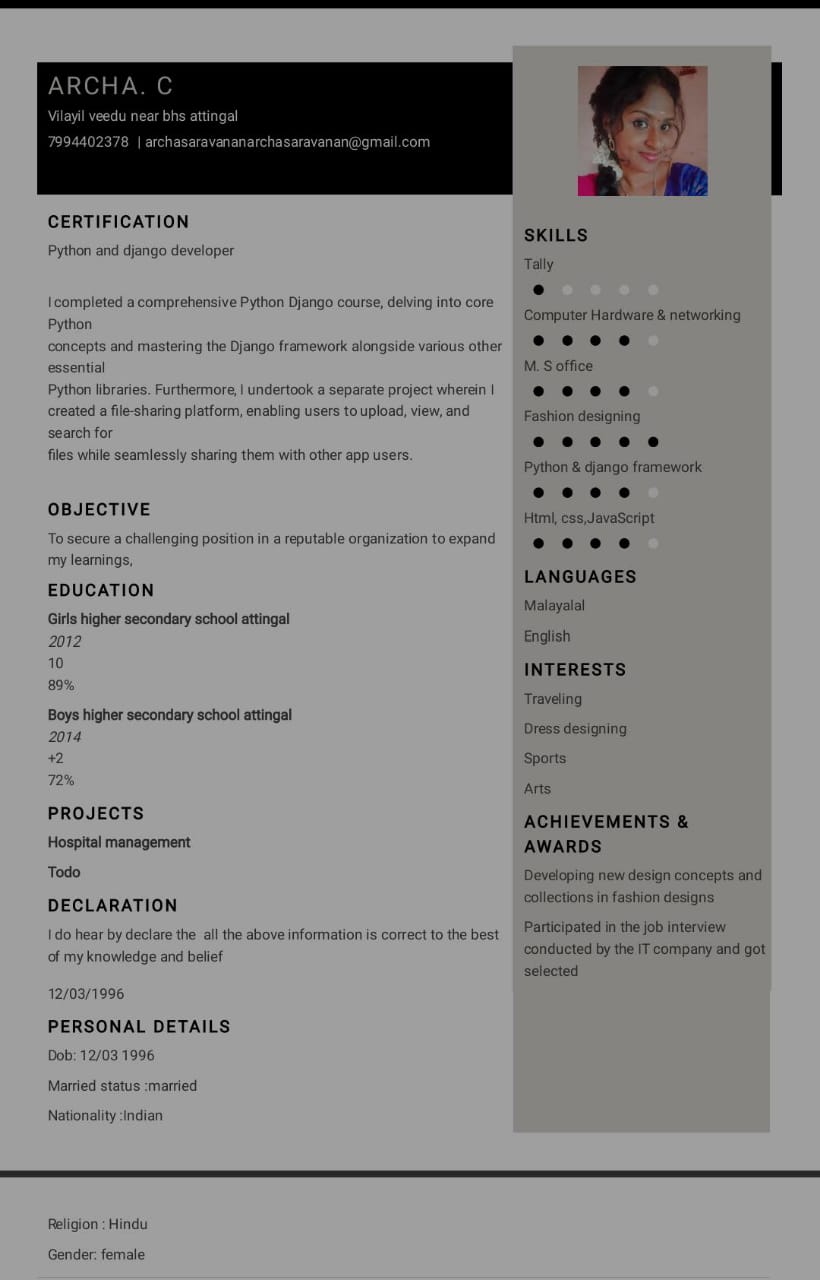 ARCHA. C
Vilayil veedu near bhs attingal
7994402378 | archasaravananarchasaravanan@gmail.com
CERTIFICATION
Python and django developer
I completed a comprehensive Python Django course, delving into core
Python
concepts and mastering the Django framework alongside various other
essential
Python libraries. Furthermore, I undertook a separate project wherein I
created a file-sharing platform, enabling users to upload, view, and
search for
files while seamlessly sharing them with other app users.
OBJECTIVE
To secure a challenging position in a reputable organization to expand
my learnings,
EDUCATION
Girls higher secondary school attingal
2012
10
89%
Boys higher secondary school attingal
2014
+2
72%
PROJECTS
Hospital management
Todo
DECLARATION
I do hear by declare the  all the above information is correct to the best
of my knowledge and belief
12/03/1996
PERSONAL DETAILS
Dob: 12/03 1996
Married status :married
Nationality :Indian
SKILLS
Tally
Computer Hardware & networking
M. S office
Fashion designing
Python & django framework
Html, css,JavaScript
LANGUAGES
Malayalal
English
INTERESTS
Traveling
Dress designing
Sports
Arts
ACHIEVEMENTS &
AWARDS
Developing new design concepts and
collections in fashion designs
Participated in the job interview
conducted by the IT company and got
selected
Religion : Hindu
Gender: female